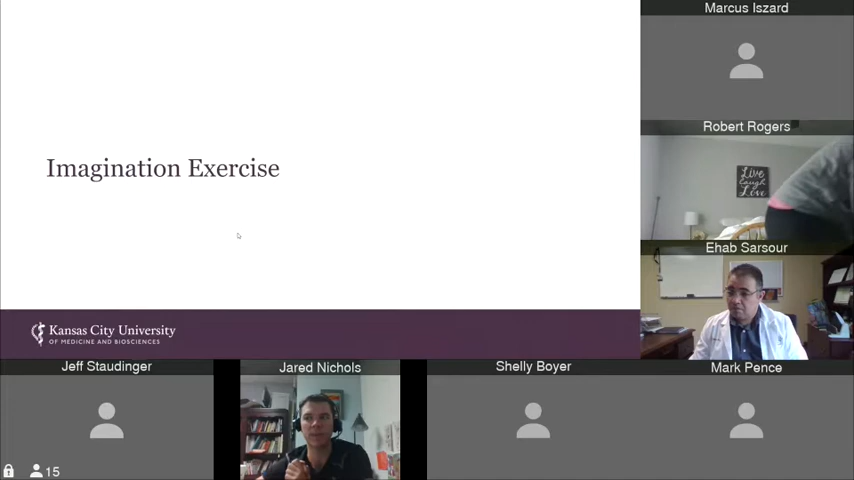 Marcus Iszard
Robert Rogers
Live
Laugh
Love
Imagination Exercise
Ehab Sarsour
Kansas City University
OF MEDICINE AND BIOSCIENCES
Jeff Staudinger
Jared Nichols
Shelly Boyer
Mark Pence
15